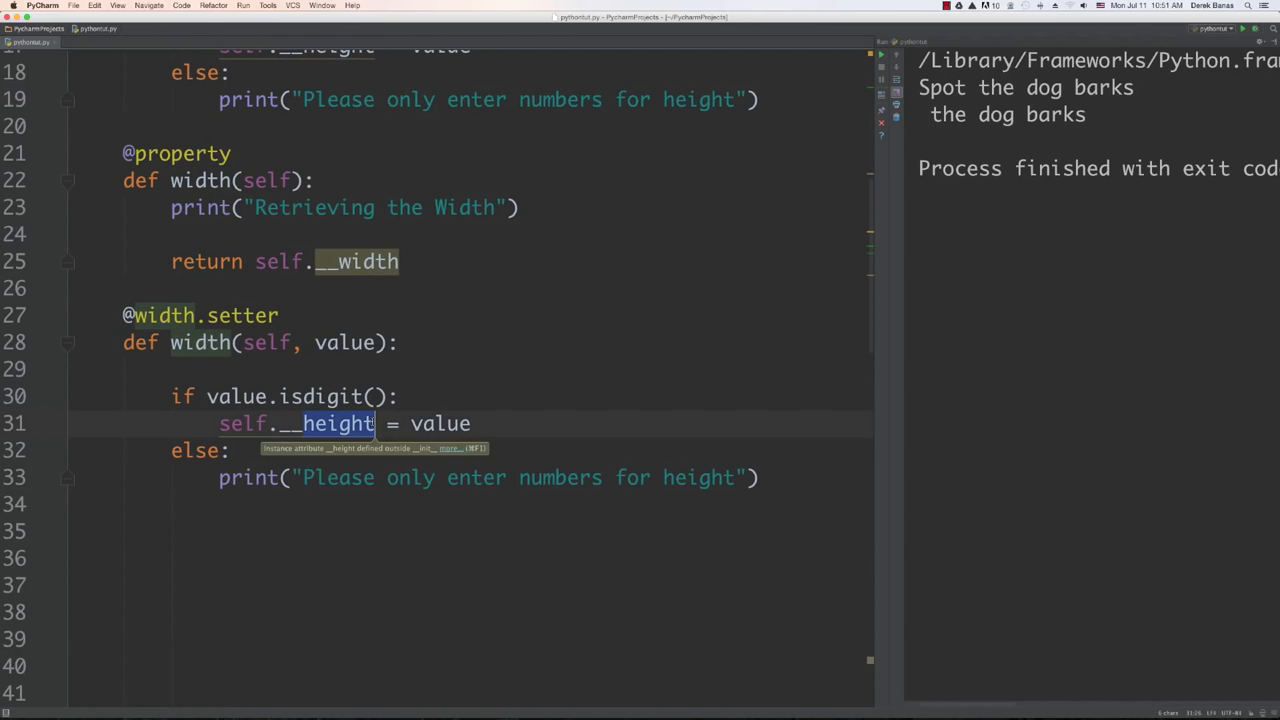 PyCharm File Edit View Navigate Code Refactor Run Tools VCS Window Help
10 Mon Jul 11 10:51 AM Derek Banas
pythontut.py - PycharmProjects - [~/PycharmProjects]
PycharmProjects pythontut.py pythontut
pythontut.py Run pythontut
self.__height = value
18 else:
19 print("Please only enter numbers for height")
20
21 @property
22 def width(self):
23 print("Retrieving the Width")
24
25 return self.__width
26
27 @width.setter
28 def width(self, value):
29
30 if value.isdigit():
31 self.__height = value
Instance attribute __height defined outside __init__ more... (⌘F1)
32 else:
33 print("Please only enter numbers for height")
34
35
36
37
38
39
40
41
/Library/Frameworks/Python.fra
Spot the dog barks
the dog barks
Process finished with exit cod
6 chars 31:26 LF÷ UTF-8÷